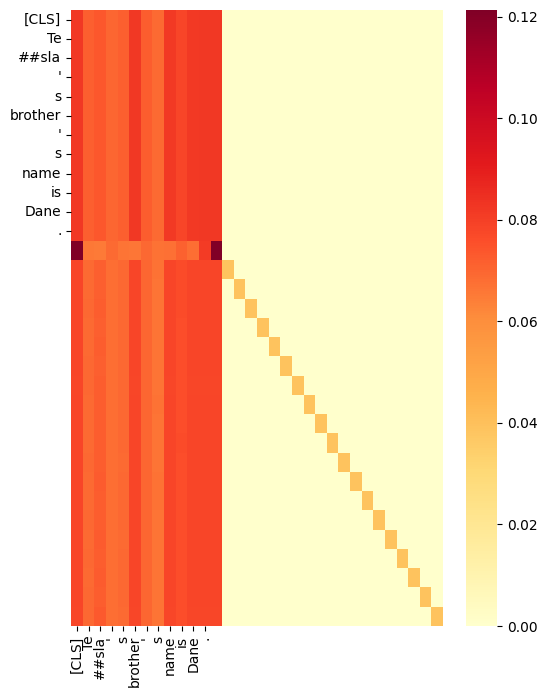 [CLS]
Te
##sla
'
s
brother
'
s
name
is
Dane
.
0.12
0.10
0.08
0.06
0.04
0.02
0.00
[CLS]
Te
##sla
'
s
brother
'
s
name
is
Dane
.